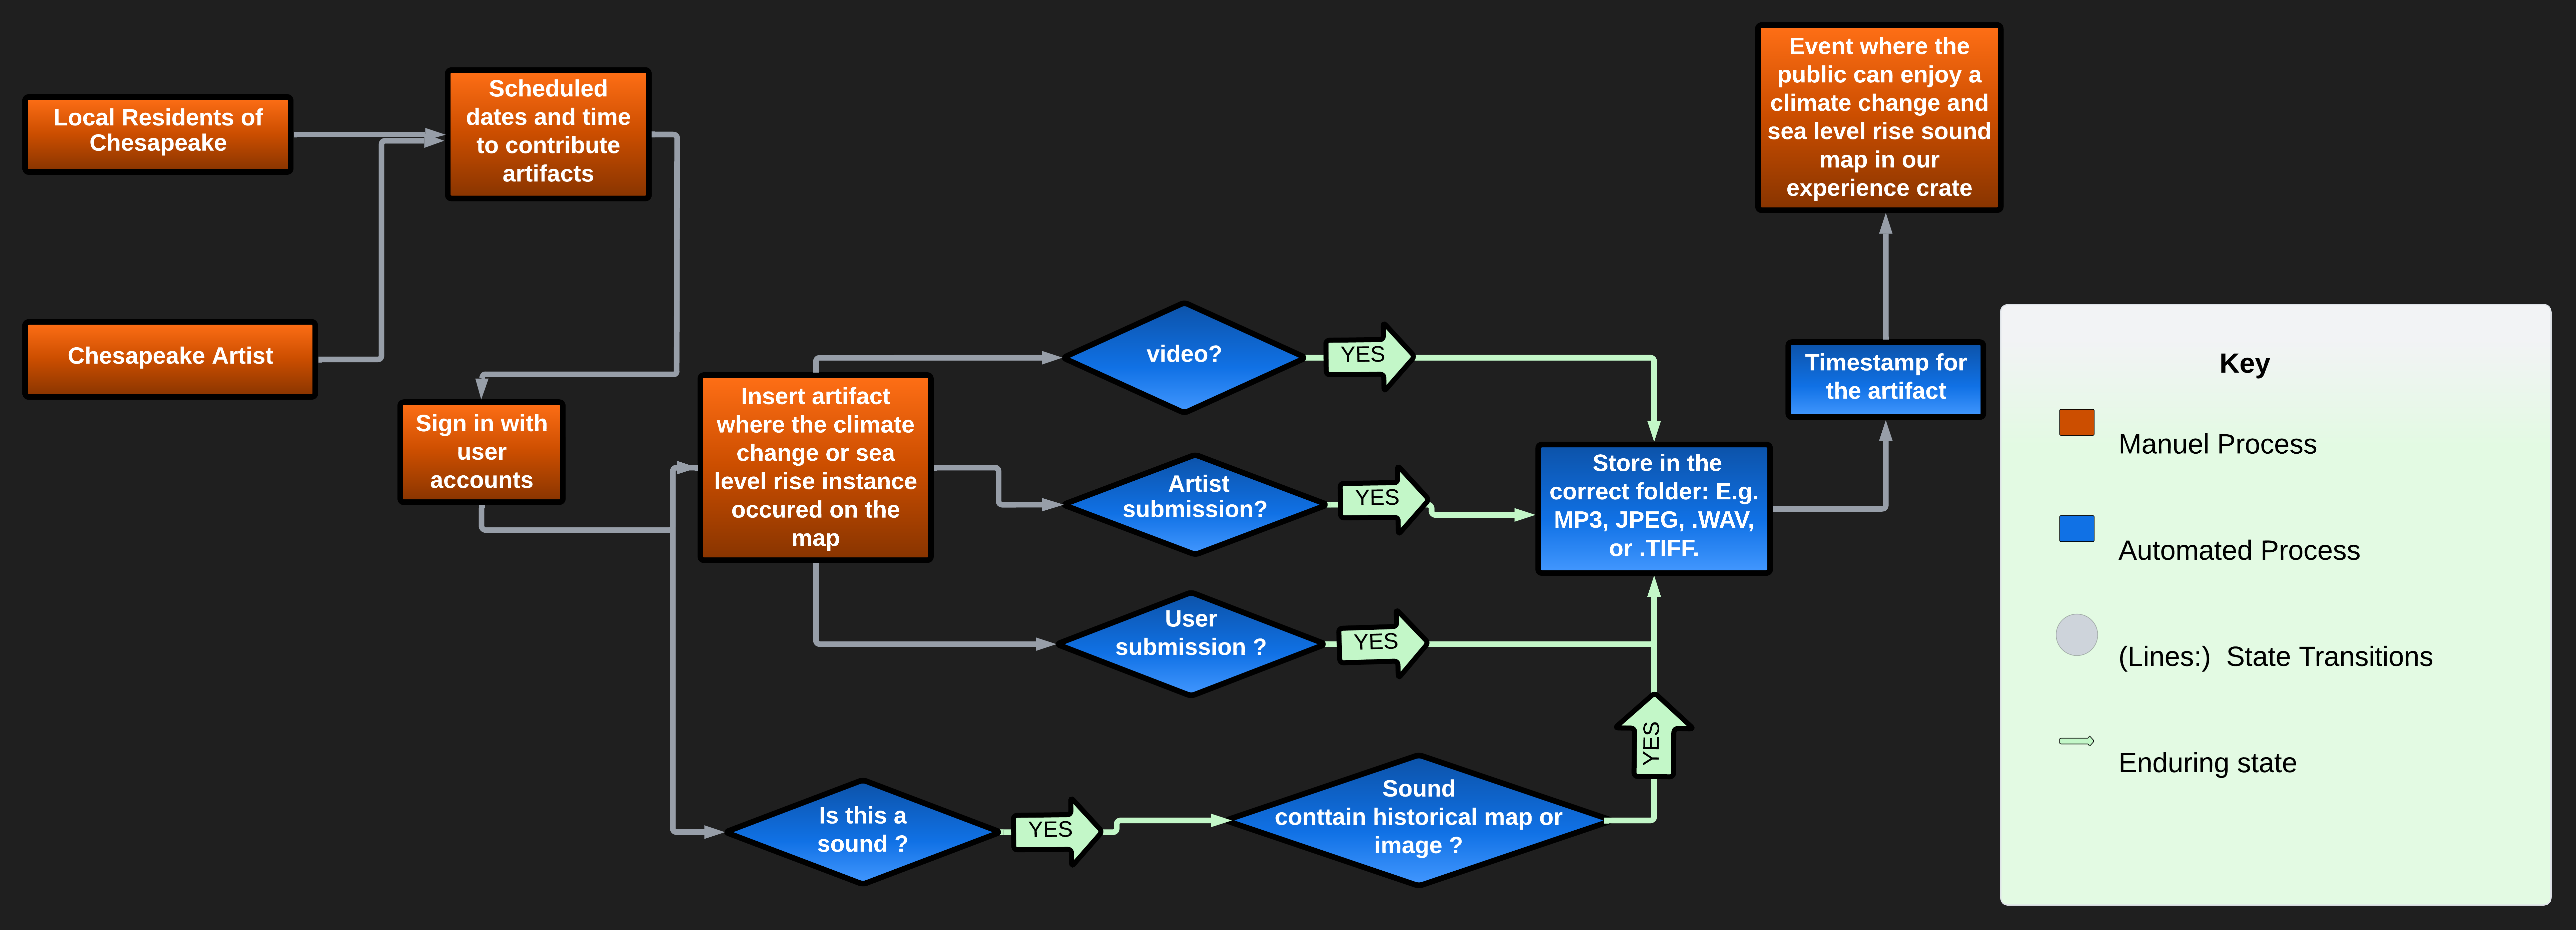 Local Residents of
Chesapeake
Scheduled
dates and time
to contribute
artifacts
Chesapeake Artist
Sign in with
user
accounts
Insert artifact
where the climate
change or sea
level rise instance
occured on the
map
video?
YES
Artist
submission?
YES
User
submission ?
YES
Is this a
sound ?
YES
Sound
conttain historical map or
image ?
YES
Store in the
correct folder: E.g.
MP3, JPEG, .WAV,
or .TIFF.
Timestamp for
the artifact
Event where the
public can enjoy a
climate change and
sea level rise sound
map in our
experience crate
Key
Manuel Process
Automated Process
(Lines:)  State Transitions
Enduring state